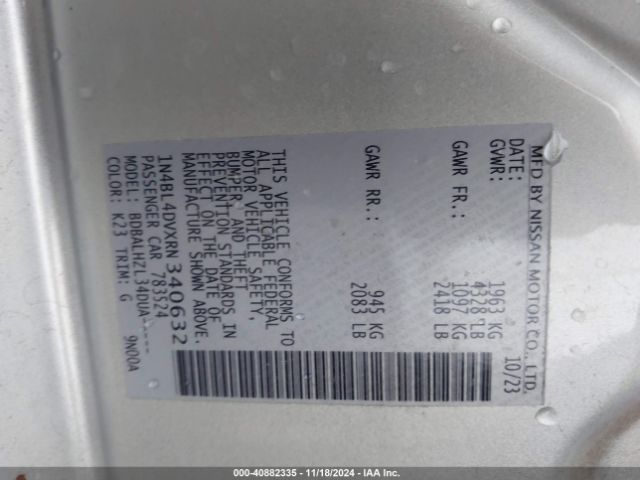 MFD BY NISSAN MOTOR CO., LTD.
DATE: 10/23
GVWR: 1963 KG
4328 LB
GAWR FR.: 1097 KG
2418 LB
GAWR RR.: 945 KG
2083 LB
THIS VEHICLE CONFORMS TO
ALL APPLICABLE FEDERAL
MOTOR VEHICLE SAFETY,
BUMPER, AND THEFT
PREVENTION STANDARDS IN
EFFECT ON THE DATE OF
MANUFACTURE SHOWN ABOVE.
1N4BL4DVXRN340632
PASSENGER CAR 783524
MODEL: BDBALHZL34DUA-----
COLOR: K23 TRIM: G 9N00A
000-40882335 - 11/18/2024 - IAA Inc.